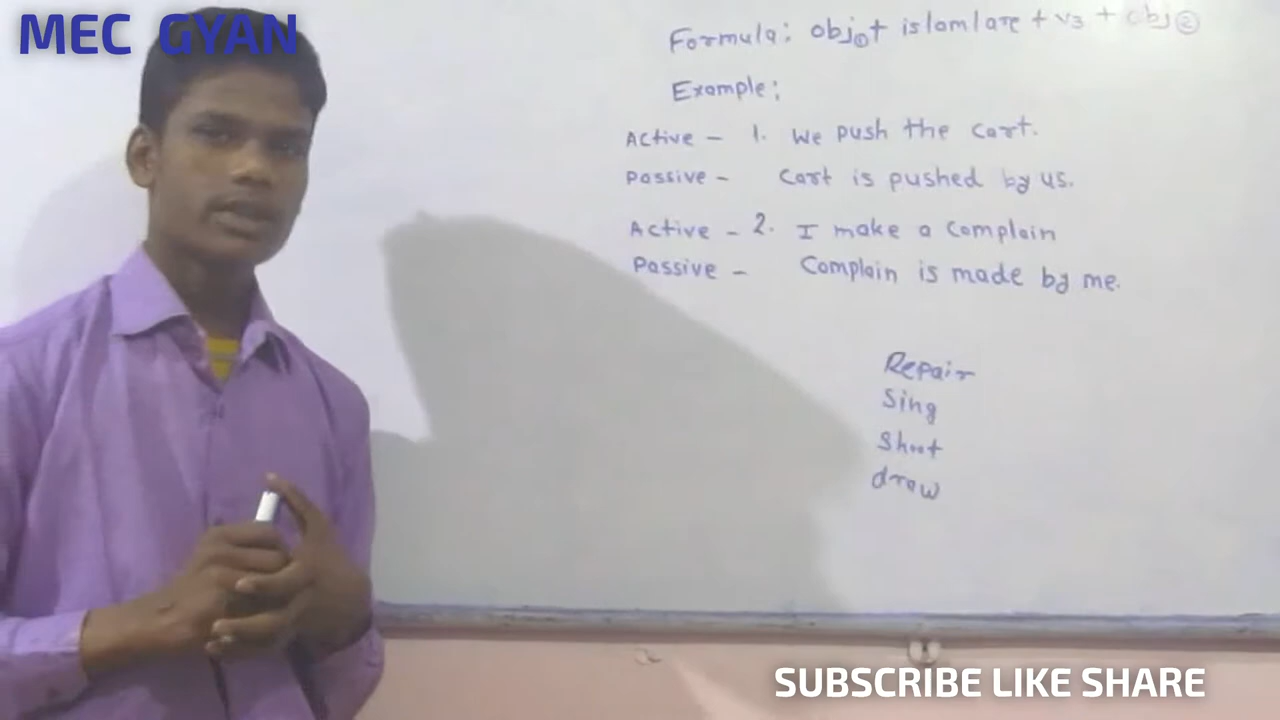 MEC GYAN
Formula: obj① + is/am/are + v3 + obj②
Example:
Active - 1. We push the cart.
Passive - Cart is pushed by us.
Active - 2. I make a complain
Passive - Complain is made by me.
Repair
Sing
Shoot
draw
SUBSCRIBE LIKE SHARE